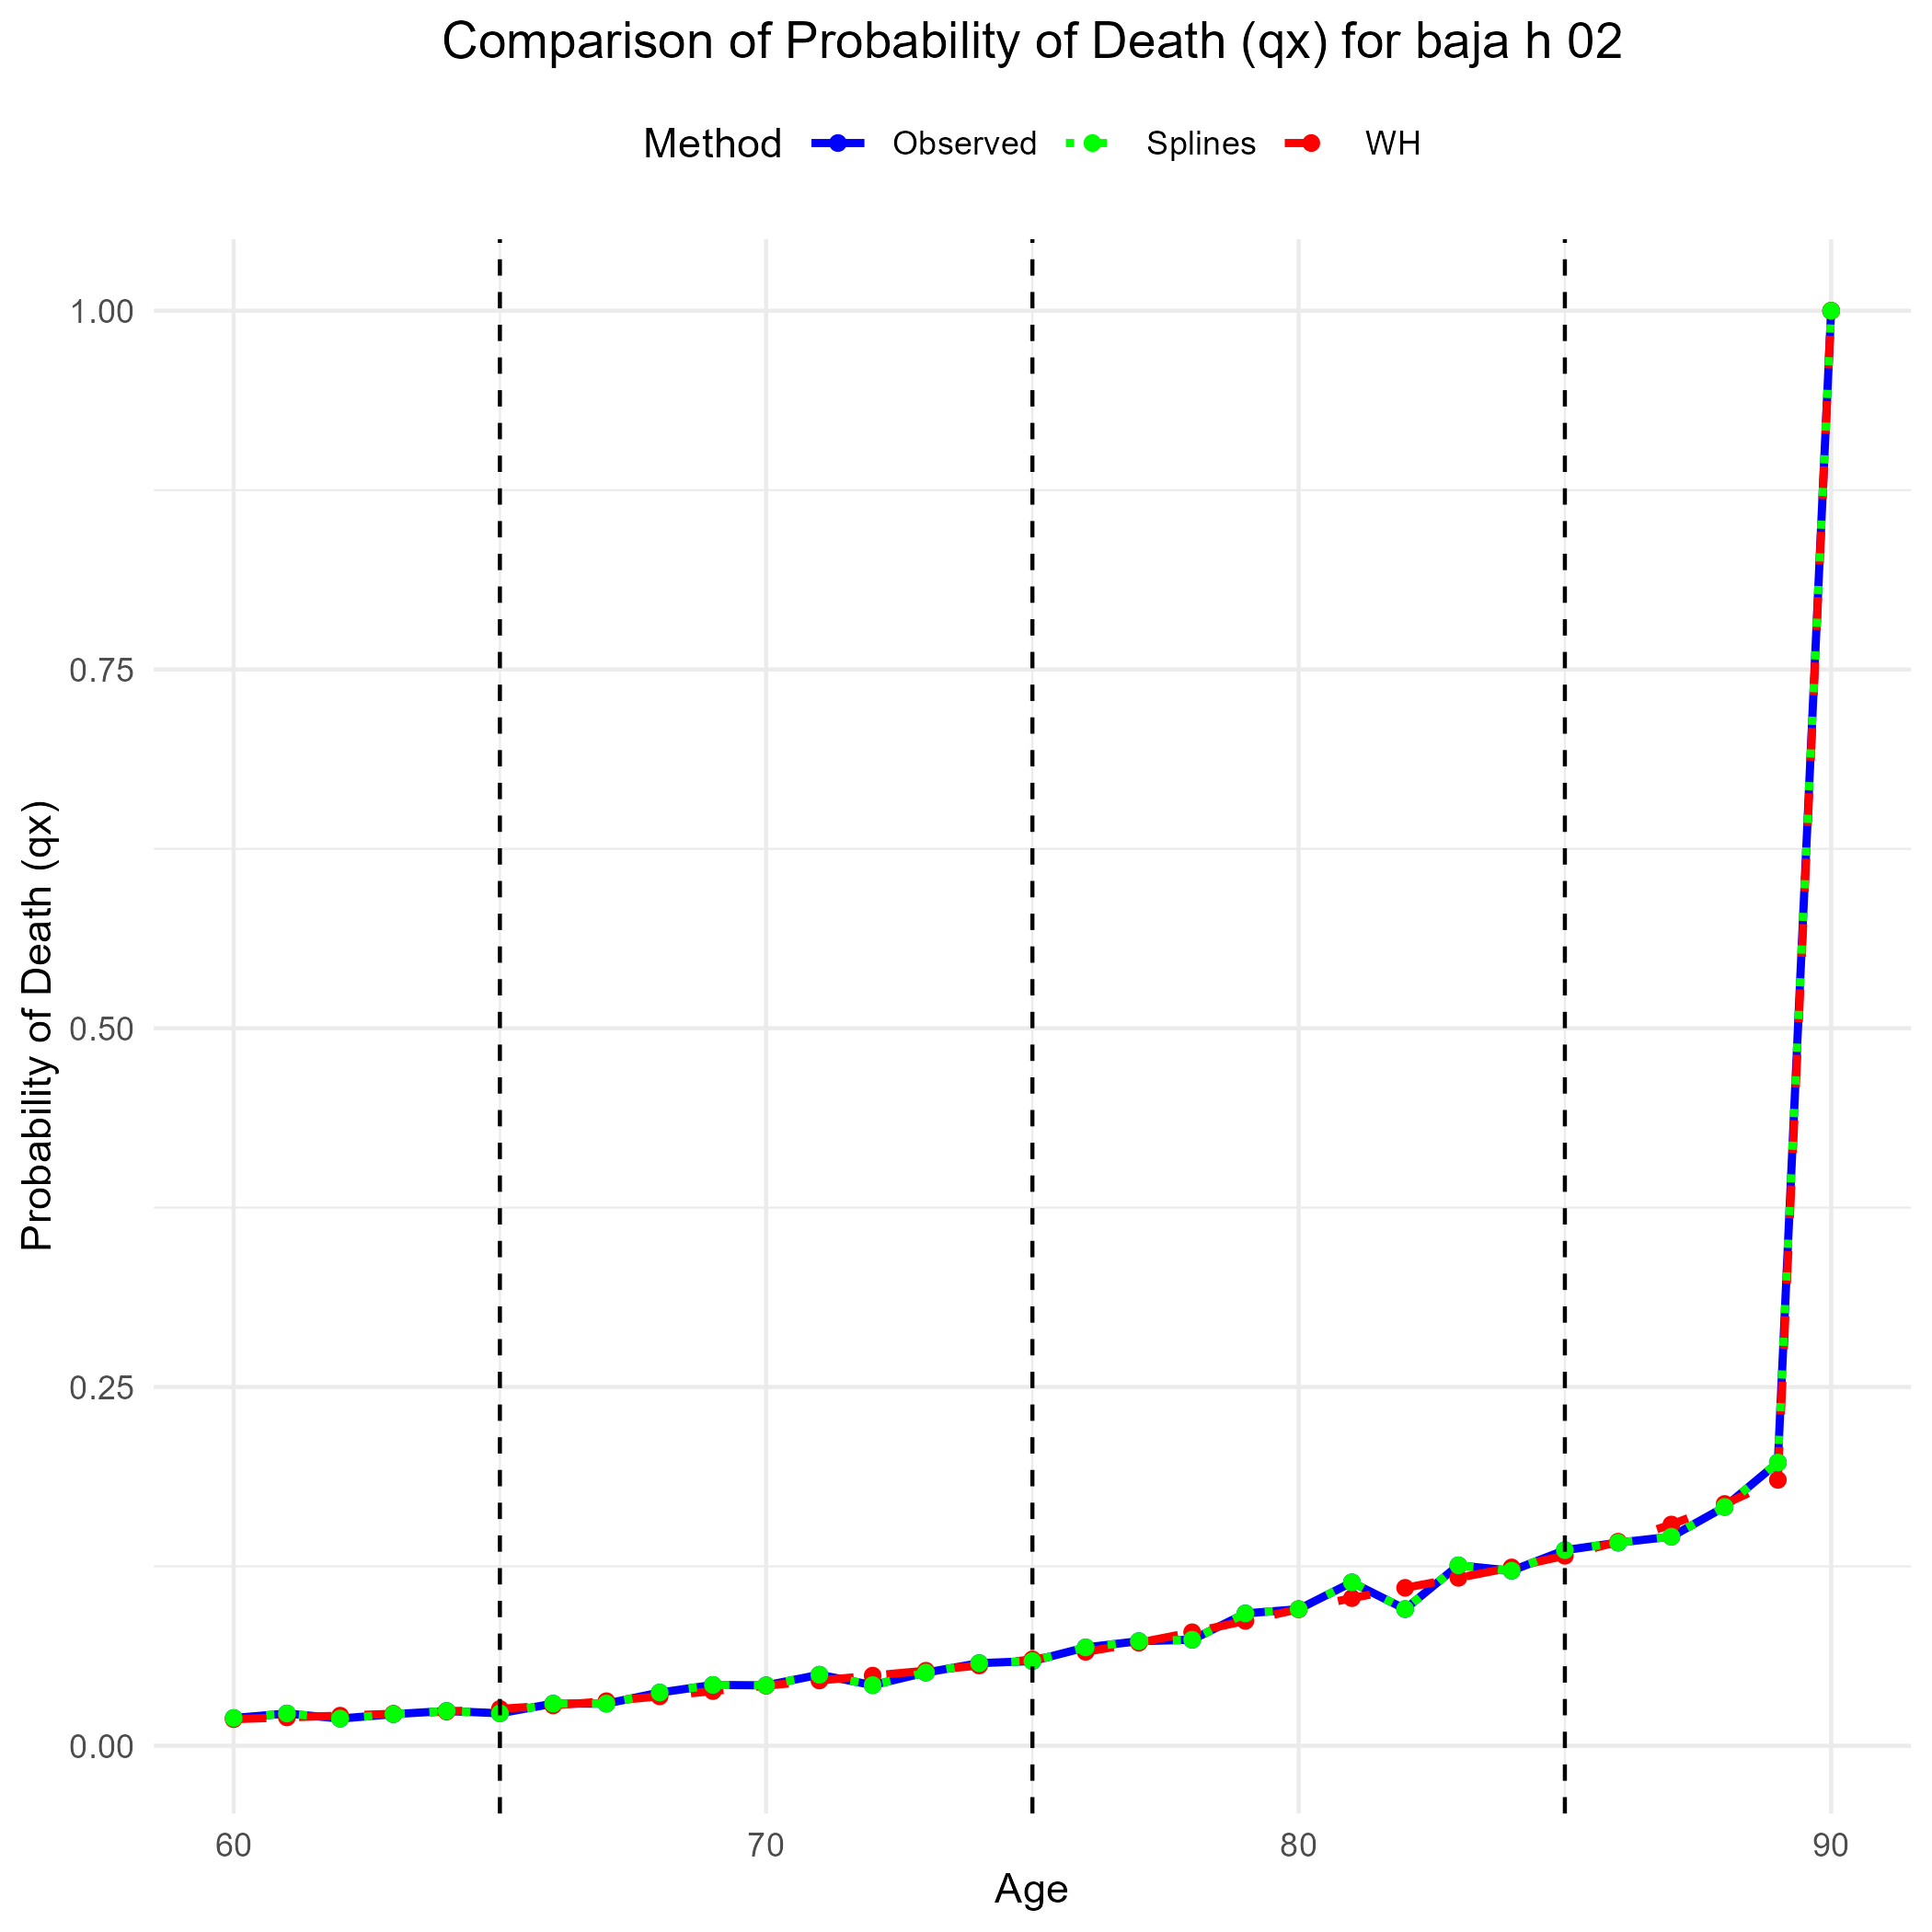 Comparison of Probability of Death (qx) for baja h 02
Method Observed Splines WH
1.00
0.75
0.50
0.25
0.00
Probability of Death (qx)
60 70 80 90
Age